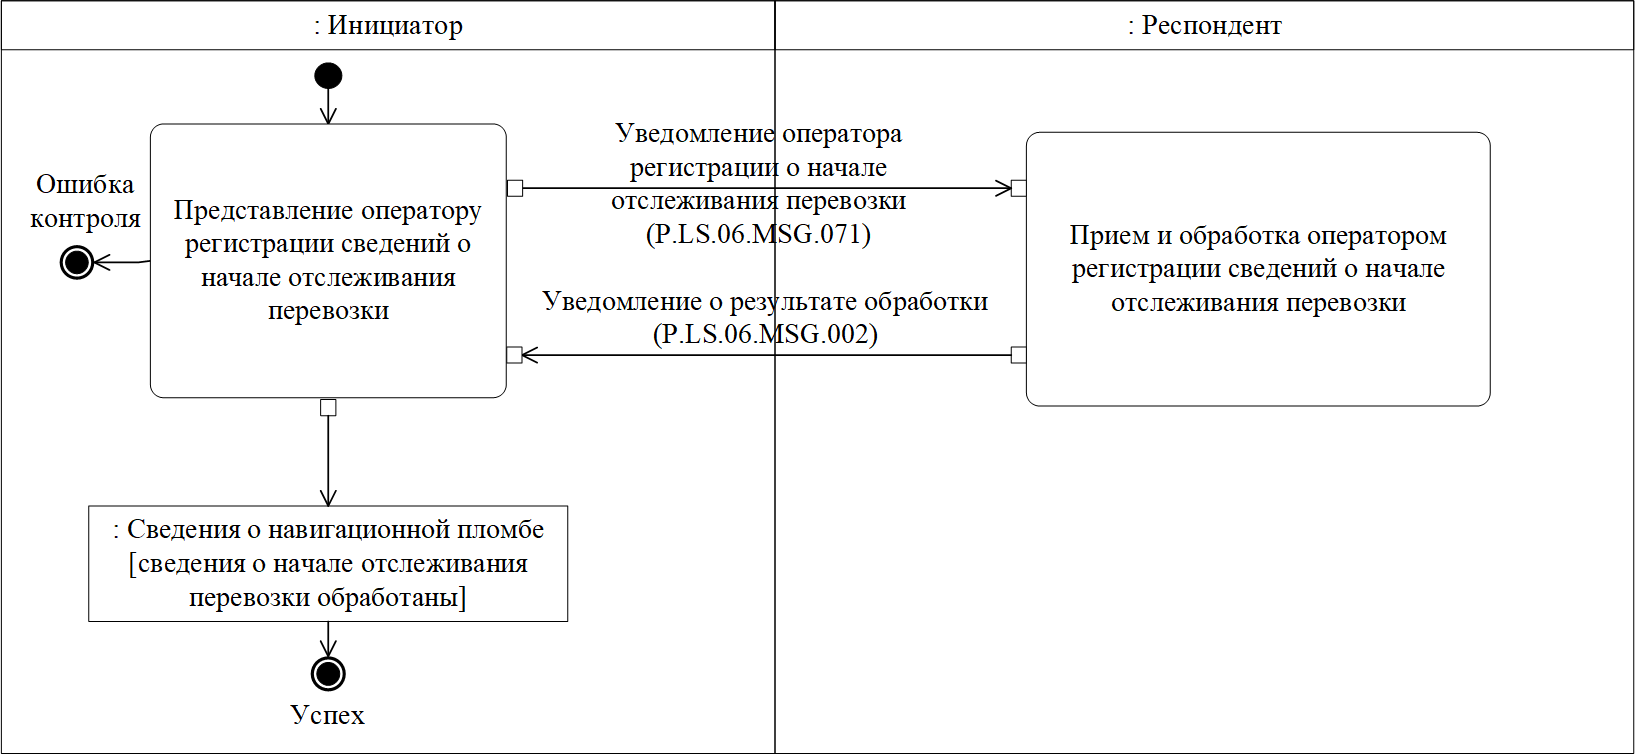 : Инициатор
: Респондент
Ошибка
контроля
Представление оператору
регистрации сведений о
начале отслеживания
перевозки
Уведомление оператора
регистрации о начале
отслеживания перевозки
(P.LS.06.MSG.071)
Прием и обработка оператором
регистрации сведений о начале
отслеживания перевозки
Уведомление о результате обработки
(P.LS.06.MSG.002)
: Сведения о навигационной пломбе
[сведения о начале отслеживания
перевозки обработаны]
Успех